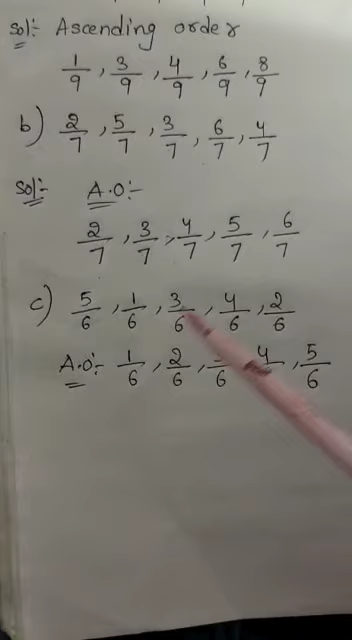 Sol:- Ascending order
1/9, 3/9, 4/9, 6/9, 8/9
b) 2/7, 5/7, 3/7, 6/7, 4/7
Sol:- A.O:-
2/7, 3/7, 4/7, 5/7, 6/7
c) 5/6, 1/6, 3/6, 4/6, 2/6
A.O:- 1/6, 2/6, /6, 4/, 5/6